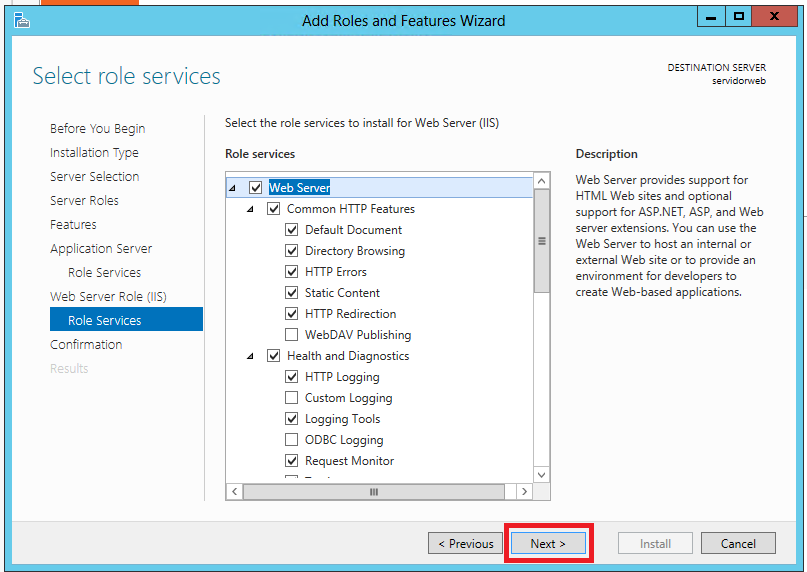 Add Roles and Features Wizard
Select role services
DESTINATION SERVER
servidorweb
Before You Begin
Installation Type
Server Selection
Server Roles
Features
Application Server
Role Services
Web Server Role (IIS)
Role Services
Confirmation
Results
Select the role services to install for Web Server (IIS)
Role services
Web Server
Common HTTP Features
Default Document
Directory Browsing
HTTP Errors
Static Content
HTTP Redirection
WebDAV Publishing
Health and Diagnostics
HTTP Logging
Custom Logging
Logging Tools
ODBC Logging
Request Monitor
Description
Web Server provides support for
HTML Web sites and optional
support for ASP.NET, ASP, and Web
server extensions. You can use the
Web Server to host an internal or
external Web site or to provide an
environment for developers to
create Web-based applications.
< Previous
Next >
Install
Cancel